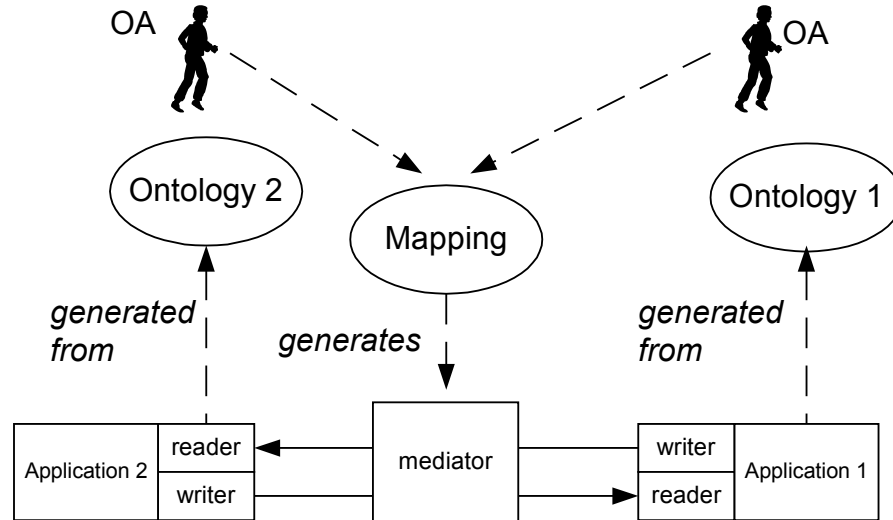 OA
OA
Ontology 2
Ontology 1
Mapping
generated
from
generates
generated
from
Application 2
reader
writer
mediator
writer
reader
Application 1